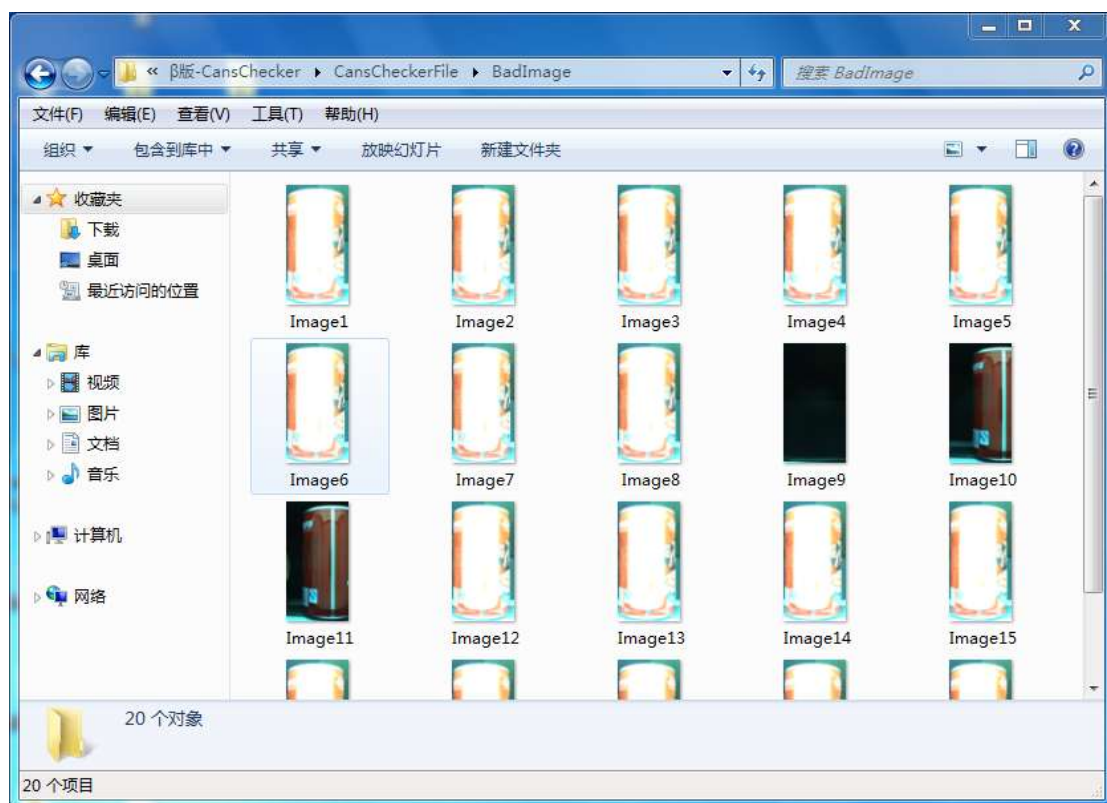 « β版-CansChecker ▸ CansCheckerFile ▸ BadImage
搜索 BadImage
文件(F) 编辑(E) 查看(V) 工具(T) 帮助(H)
组织 包含到库中 共享 放映幻灯片 新建文件夹
收藏夹
下载
桌面
最近访问的位置
库
视频
图片
文档
音乐
计算机
网络
Image1 Image2 Image3 Image4 Image5
Image6 Image7 Image8 Image9 Image10
Image11 Image12 Image13 Image14 Image15
20 个对象
20 个项目